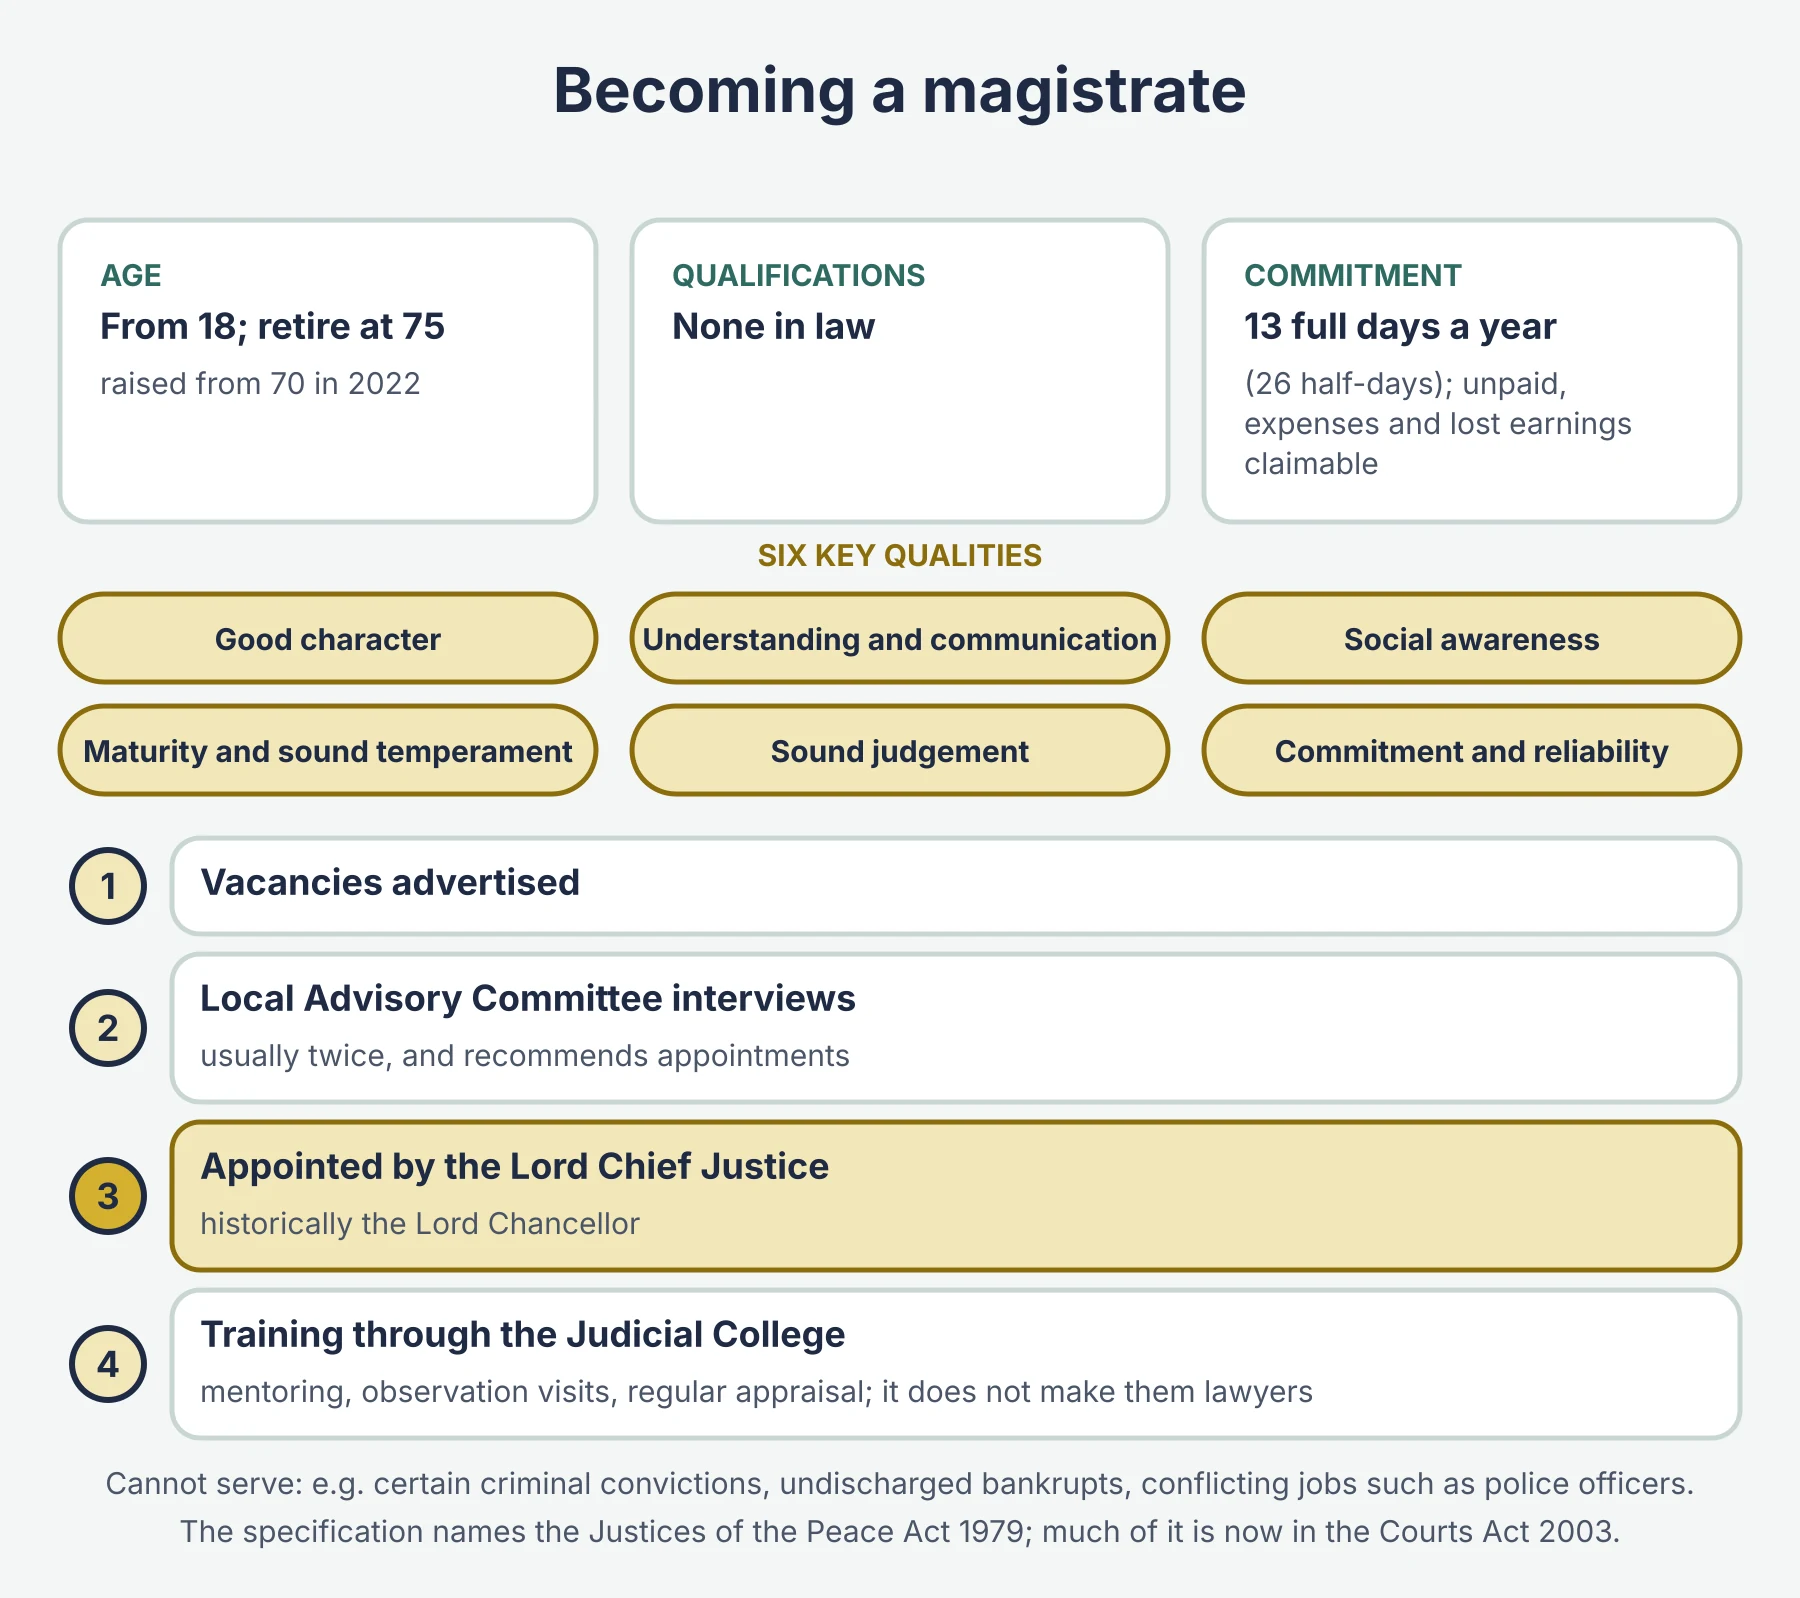 Becoming a magistrate
AGE
From 18; retire at 75
raised from 70 in 2022
QUALIFICATIONS
None in law
COMMITMENT
13 full days a year
(26 half-days); unpaid,
expenses and lost earnings
claimable
SIX KEY QUALITIES
Good character
Understanding and communication
Social awareness
Maturity and sound temperament
Sound judgement
Commitment and reliability
1
Vacancies advertised
2
Local Advisory Committee interviews
usually twice, and recommends appointments
3
Appointed by the Lord Chief Justice
historically the Lord Chancellor
4
Training through the Judicial College
mentoring, observation visits, regular appraisal; it does not make them lawyers
Cannot serve: e.g. certain criminal convictions, undischarged bankrupts, conflicting jobs such as police officers.
The specification names the Justices of the Peace Act 1979; much of it is now in the Courts Act 2003.